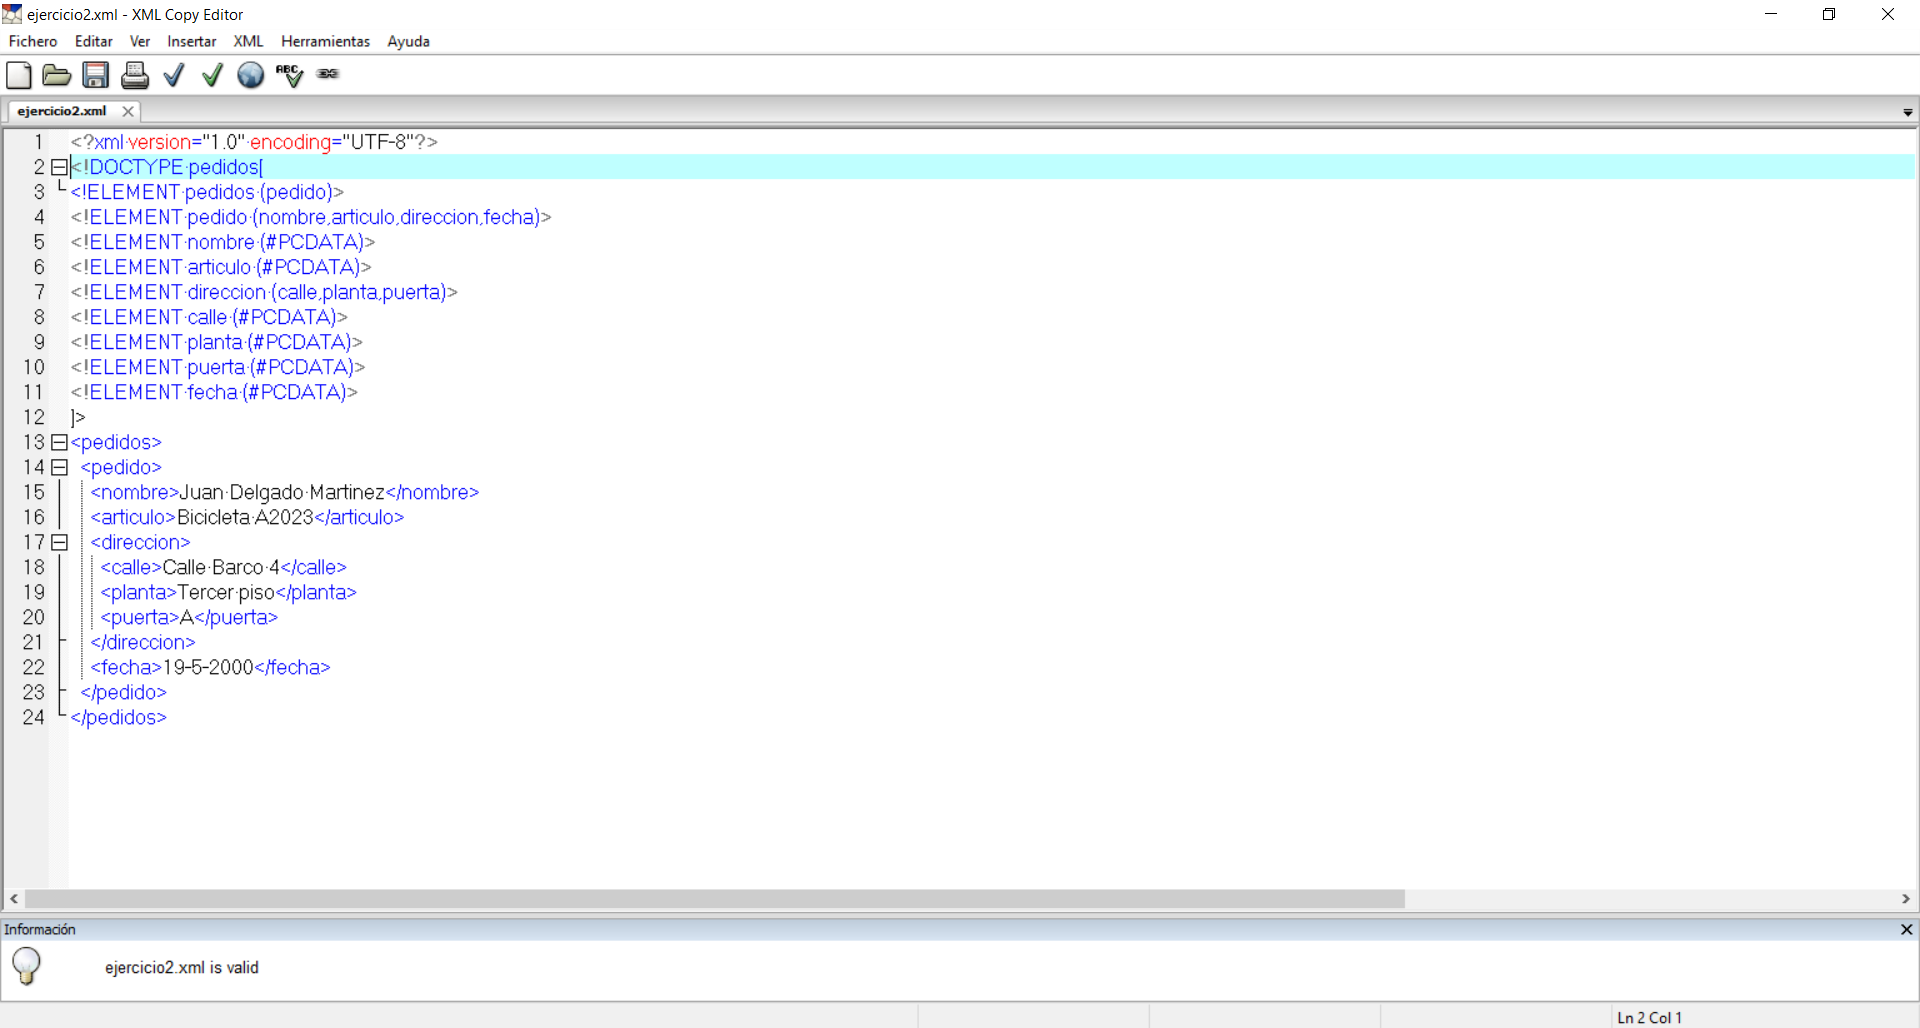 ejercicio2.xml - XML Copy Editor
Fichero Editar Ver Insertar XML Herramientas Ayuda
ABC
ejercicio2.xml
1 <?xml version="1.0" encoding="UTF-8"?>
2 <!DOCTYPE pedidos[
3 <!ELEMENT pedidos (pedido)>
4 <!ELEMENT pedido (nombre,articulo,direccion,fecha)>
5 <!ELEMENT nombre (#PCDATA)>
6 <!ELEMENT articulo (#PCDATA)>
7 <!ELEMENT direccion (calle,planta,puerta)>
8 <!ELEMENT calle (#PCDATA)>
9 <!ELEMENT planta (#PCDATA)>
10 <!ELEMENT puerta (#PCDATA)>
11 <!ELEMENT fecha (#PCDATA)>
12 ]>
13 <pedidos>
14 <pedido>
15 <nombre>Juan Delgado Martinez</nombre>
16 <articulo>Bicicleta A2023</articulo>
17 <direccion>
18 <calle>Calle Barco 4</calle>
19 <planta>Tercer piso</planta>
20 <puerta>A</puerta>
21 </direccion>
22 <fecha>19-5-2000</fecha>
23 </pedido>
24 </pedidos>
Información
ejercicio2.xml is valid
Ln 2 Col 1